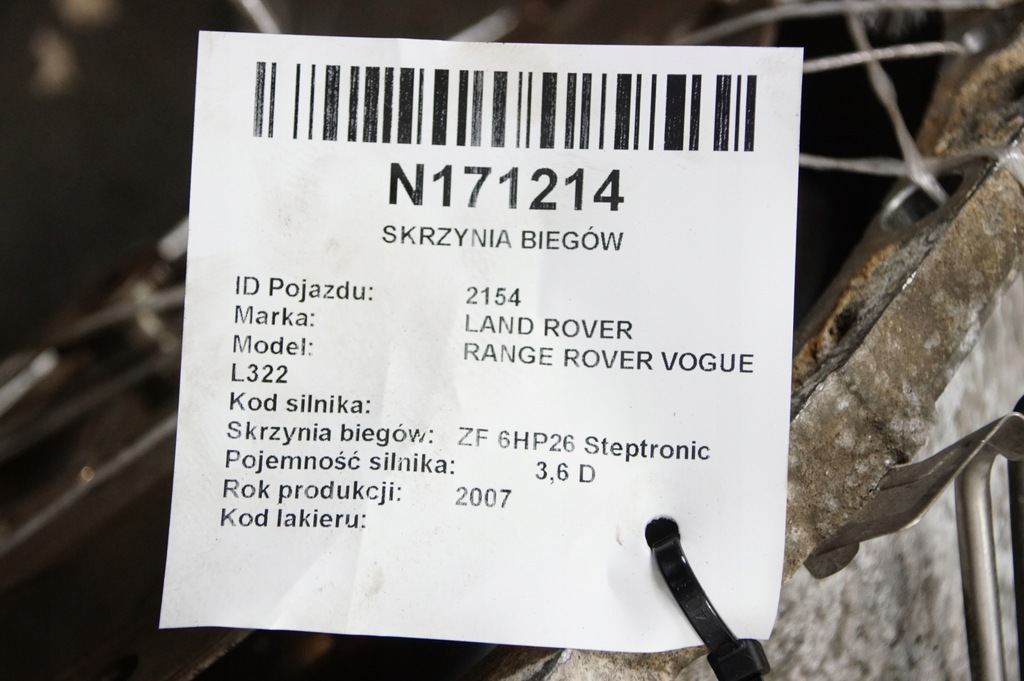 N171214
SKRZYNIA BIEGÓW
ID Pojazdu: 2154
Marka: LAND ROVER
Model: RANGE ROVER VOGUE
L322
Kod silnika:
Skrzynia biegów: ZF 6HP26 Steptronic
Pojemność silnika: 3,6 D
Rok produkcji: 2007
Kod lakieru: